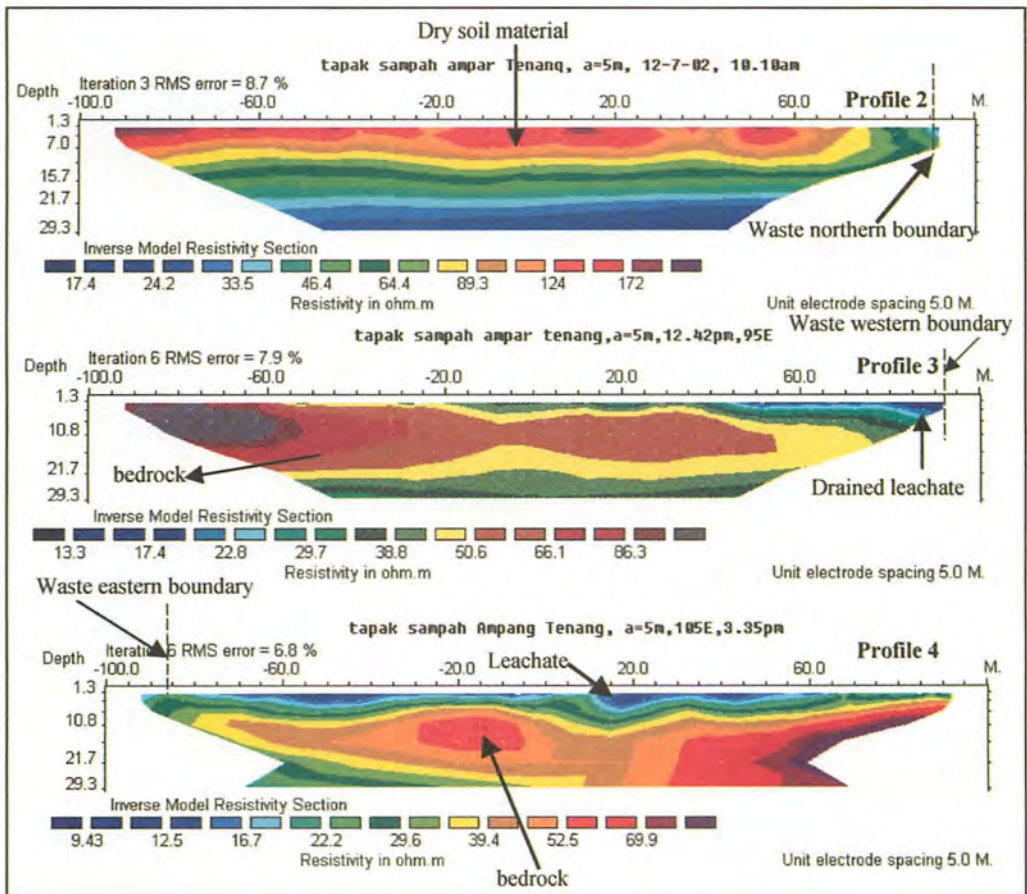 Dry soil material
tapak sampah ampar Tenanq, a=5m, 12-7-02, 10.10am
Iteration 3 RMS error = 8.7 %
Profile 2
Depth -100.0 -60.0 -20.0 20.0 60.0 M.
1.3
7.0
15.7
21.7
29.3
Waste northern boundary
Inverse Model Resistivity Section
17.4 24.2 33.5 46.4 64.4 89.3 124 172
Resistivity in ohm.m
Unit electrode spacing 5.0 M.
Waste western boundary
tapak sampah ampar tenang,a=5m,12.42pm,95E
Iteration 6 RMS error = 7.9 %
Profile 3
Depth -100.0 -60.0 -20.0 20.0 60.0 M.
1.3
10.8
21.7
29.3
bedrock
Drained leachate
Inverse Model Resistivity Section
13.3 17.4 22.8 29.7 38.8 50.6 66.1 86.3
Resistivity in ohm.m
Unit electrode spacing 5.0 M.
Waste eastern boundary
tapak sampah Ampang Tenang, a=5m,105E,3.35pm
Iteration 6 RMS error = 6.8 %
Leachate
Profile 4
Depth -100.0 -60.0 -20.0 20.0 60.0 M.
1.3
10.8
21.7
29.3
Inverse Model Resistivity Section
9.43 12.5 16.7 22.2 29.6 39.4 52.5 69.9
Resistivity in ohm.m
Unit electrode spacing 5.0 M.
bedrock